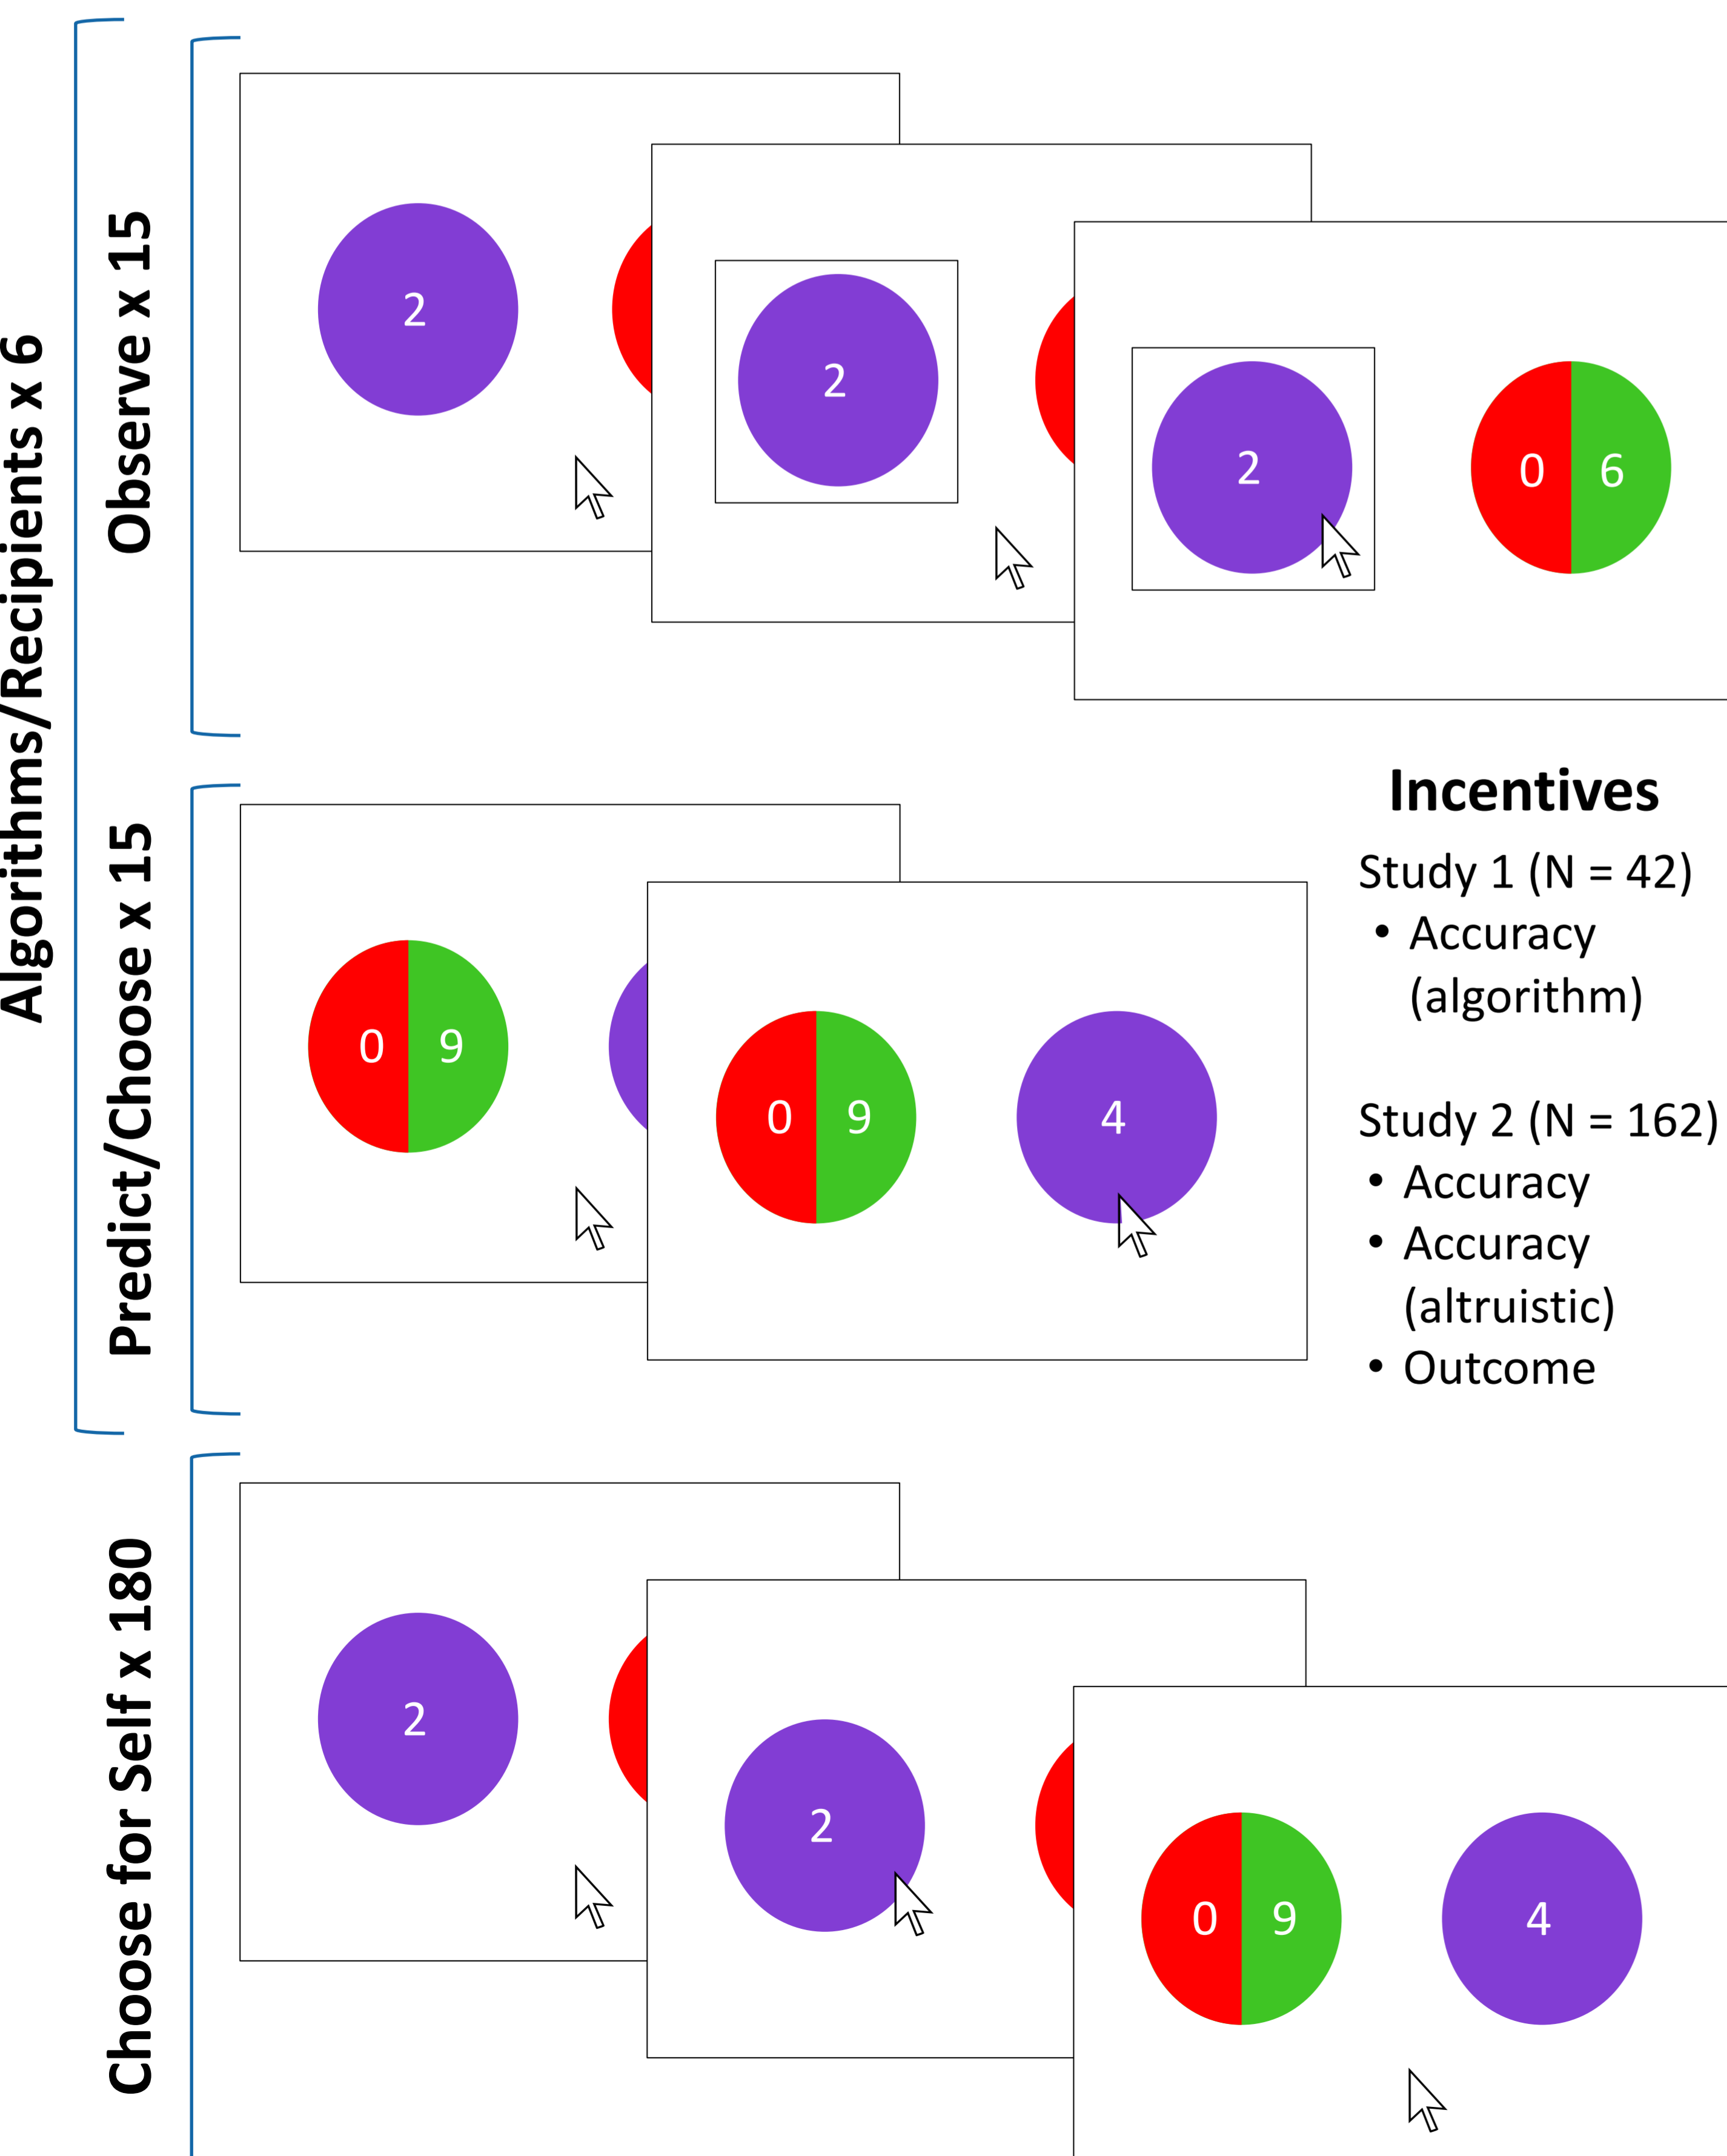 Algorithms/Recipients x 6
Observe x 15
2
2
2
0 6
Predict/Choose x 15
0 9
0 9
4
Incentives
Study 1 (N = 42)
• Accuracy
(algorithm)
Study 2 (N = 162)
• Accuracy
• Accuracy
(altruistic)
• Outcome
Choose for Self x 180
2
2
0 9
4